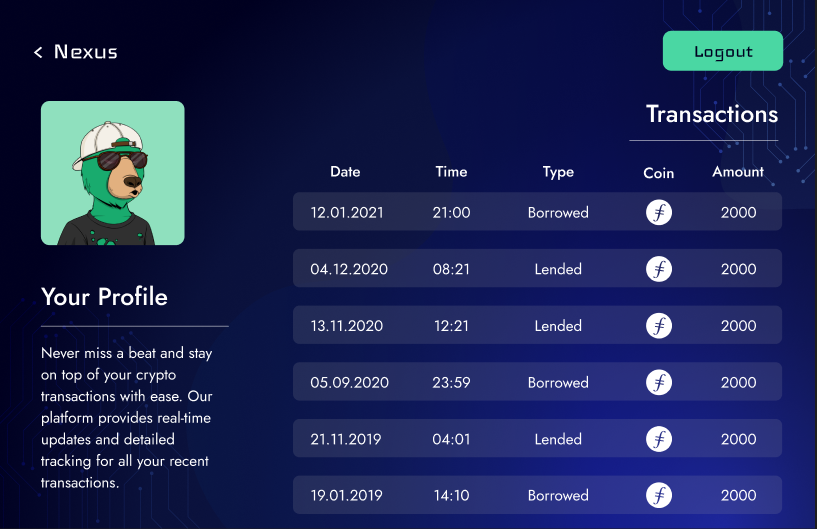 < Nexus
Logout
Your Profile
Never miss a beat and stay
on top of your crypto
transactions with ease. Our
platform provides real-time
updates and detailed
tracking for all your recent
transactions.
Transactions
Date Time Type Coin Amount
12.01.2021 21:00 Borrowed 2000
04.12.2020 08:21 Lended 2000
13.11.2020 12:21 Lended 2000
05.09.2020 23:59 Borrowed 2000
21.11.2019 04:01 Lended 2000
19.01.2019 14:10 Borrowed 2000